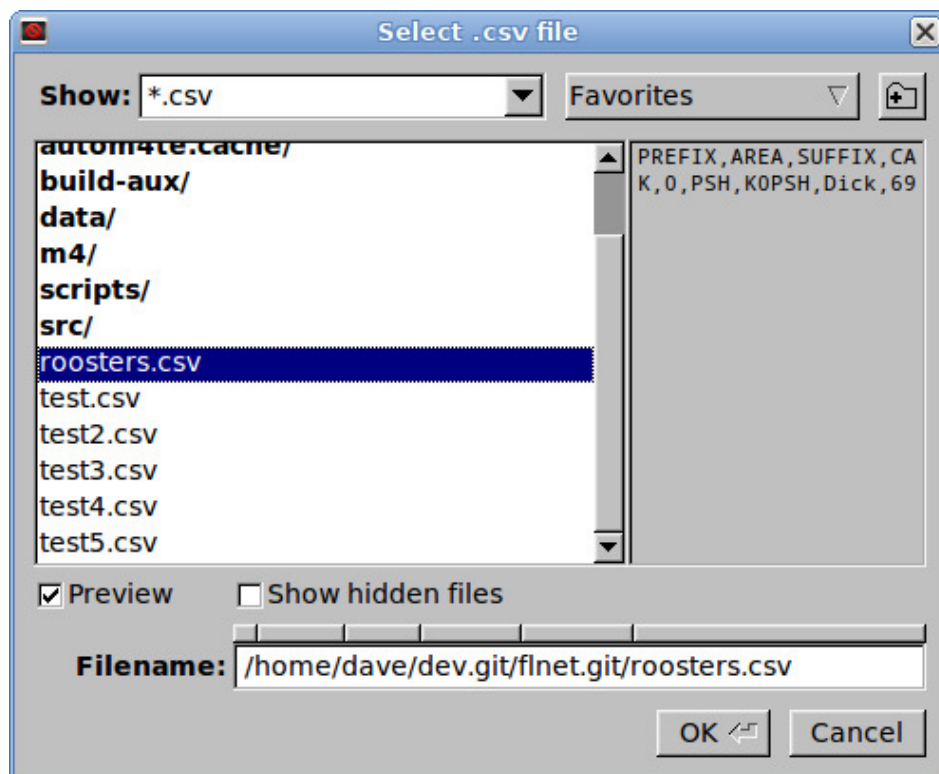 Select .csv file
Show: *.csv Favorites
autom4te.cache/
build-aux/
data/
m4/
scripts/
src/
roosters.csv
test.csv
test2.csv
test3.csv
test4.csv
test5.csv
PREFIX,AREA,SUFFIX,CA
K,0,PSH,K0PSH,Dick,69
Preview Show hidden files
Filename: /home/dave/dev.git/flnet.git/roosters.csv
OK Cancel